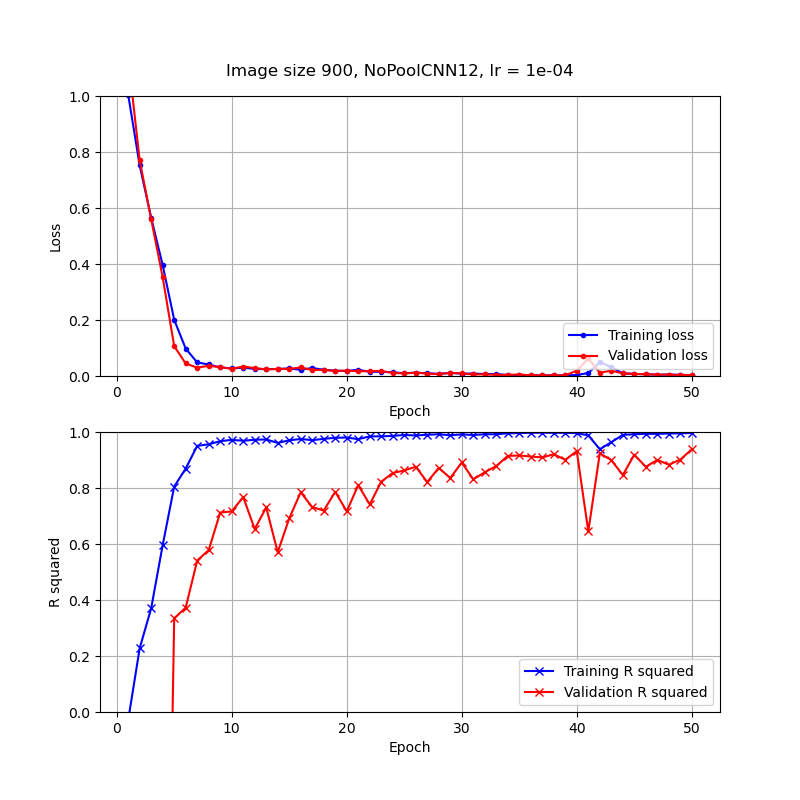 Image size 900, NoPoolCNN12, lr = 1e-04
1.0
0.8
0.6
0.4
0.2
0.0
Loss
0
10
20
30
40
50
Epoch
Training loss
Validation loss
1.0
0.8
0.6
0.4
0.2
0.0
R squared
0
10
20
30
40
50
Epoch
Training R squared
Validation R squared